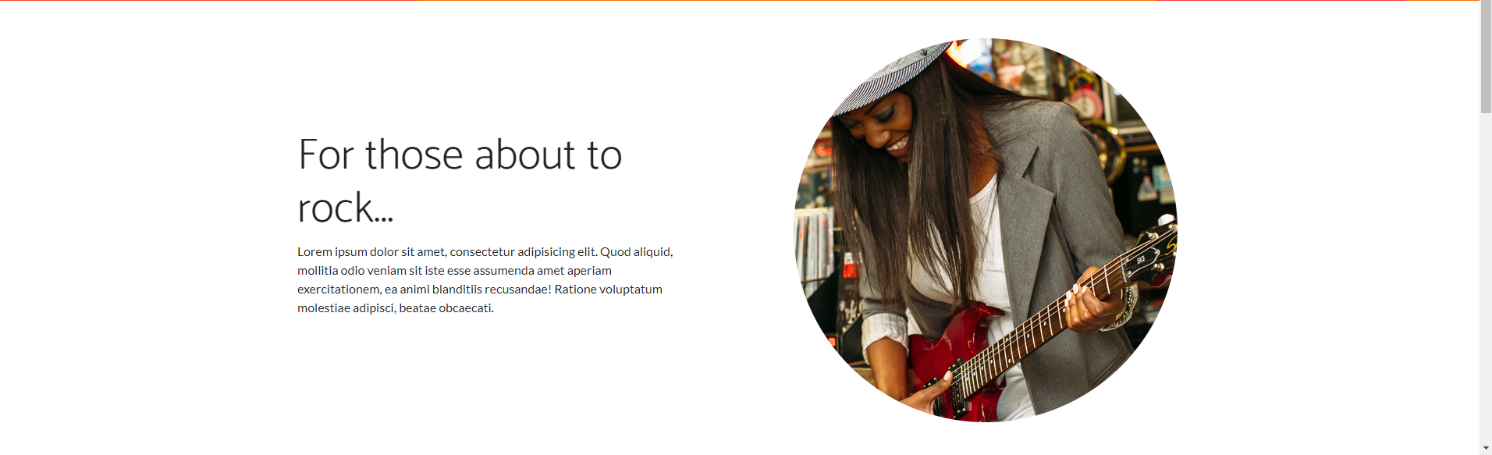 For those about to
rock...
Lorem ipsum dolor sit amet, consectetur adipisicing elit. Quod aliquid,
mollitia odio veniam sit iste esse assumenda amet aperiam
exercitationem, ea animi blanditiis recusandae! Ratione voluptatum
molestiae adipisci, beatae obcaecati.
SG